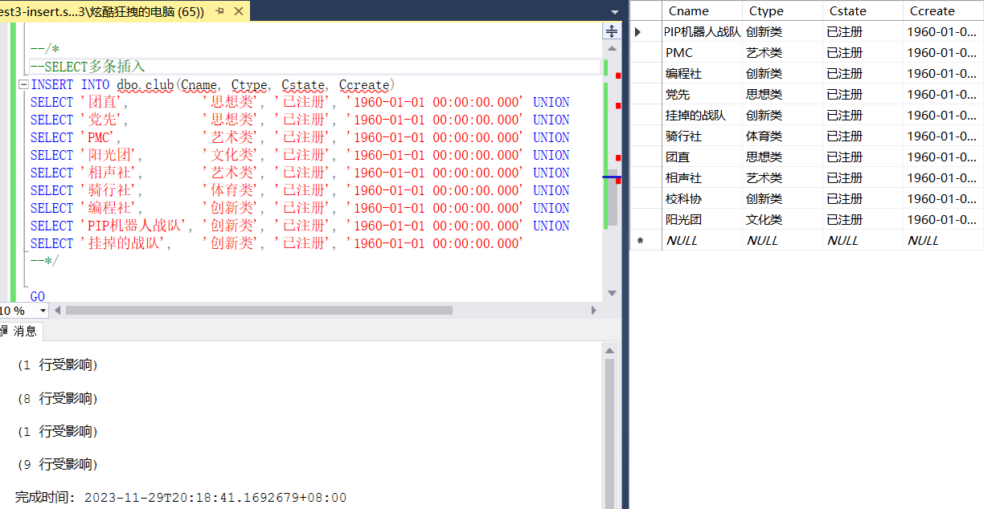 est3-insert.s...3\炫酷狂拽的电脑 (65))
--/*
--SELECT多条插入
INSERT INTO dbo.club(Cname, Ctype, Cstate, Ccreate)
SELECT '团直', '思想类', '已注册', '1960-01-01 00:00:00.000' UNION
SELECT '党先', '思想类', '已注册', '1960-01-01 00:00:00.000' UNION
SELECT 'PMC', '艺术类', '已注册', '1960-01-01 00:00:00.000' UNION
SELECT '阳光团', '文化类', '已注册', '1960-01-01 00:00:00.000' UNION
SELECT '相声社', '艺术类', '已注册', '1960-01-01 00:00:00.000' UNION
SELECT '骑行社', '体育类', '已注册', '1960-01-01 00:00:00.000' UNION
SELECT '编程社', '创新类', '已注册', '1960-01-01 00:00:00.000' UNION
SELECT 'PIP机器人战队', '创新类', '已注册', '1960-01-01 00:00:00.000' UNION
SELECT '挂掉的战队', '创新类', '已注册', '1960-01-01 00:00:00.000'
--*/
GO
10 %
消息
(1 行受影响)
(8 行受影响)
(1 行受影响)
(9 行受影响)
完成时间: 2023-11-29T20:18:41.1692679+08:00
Cname Ctype Cstate Ccreate
PIP机器人战队 创新类 已注册 1960-01-0...
PMC 艺术类 已注册 1960-01-0...
编程社 创新类 已注册 1960-01-0...
党先 思想类 已注册 1960-01-0...
挂掉的战队 创新类 已注册 1960-01-0...
骑行社 体育类 已注册 1960-01-0...
团直 思想类 已注册 1960-01-0...
相声社 艺术类 已注册 1960-01-0...
校科协 创新类 已注册 1960-01-0...
阳光团 文化类 已注册 1960-01-0...
* NULL NULL NULL NULL